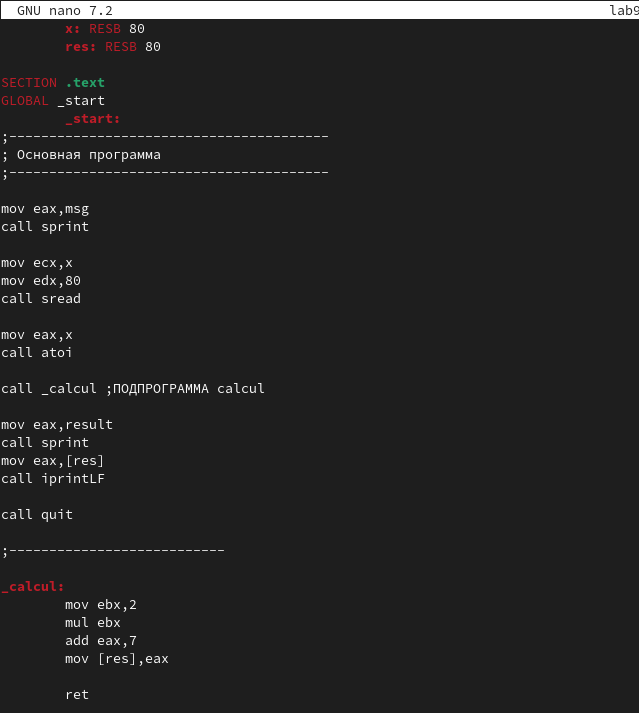 GNU nano 7.2 lab9
x: RESB 80
res: RESB 80
SECTION .text
GLOBAL _start
_start:
;----------------------------------------
; Основная программа
;----------------------------------------
mov eax,msg
call sprint
mov ecx,x
mov edx,80
call sread
mov eax,x
call atoi
call _calcul ;ПОДПРОГРАММА calcul
mov eax,result
call sprint
mov eax,[res]
call iprintLF
call quit
;---------------------------
_calcul:
mov ebx,2
mul ebx
add eax,7
mov [res],eax
ret